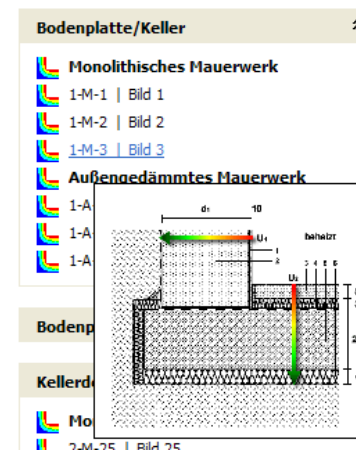 Bodenplatte/Keller
Monolithisches Mauerwerk
1-M-1 | Bild 1
1-M-2 | Bild 2
1-M-3 | Bild 3
Außengedämmtes Mauerwerk
1-A
1-A
1-A
d₁ 10
U₁ beheizt
1
2
U₂ 3 4 5 6
Bodenp
Kellerd
Mo
2-M-25 | Bild 25